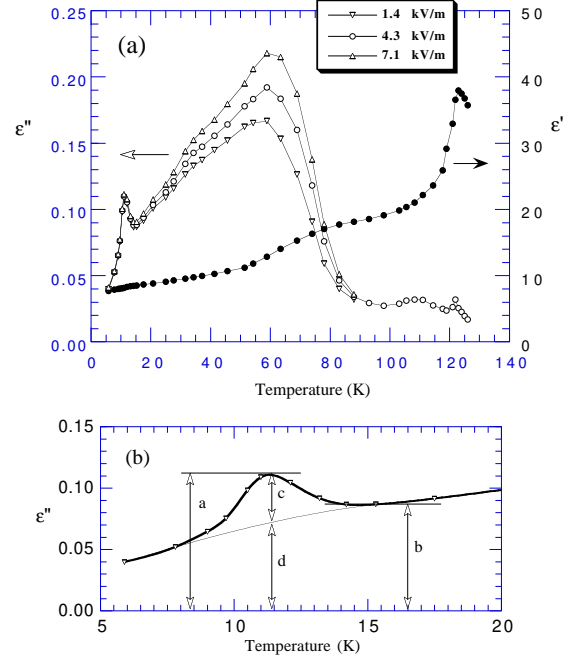 1.4 kV/m
4.3 kV/m
7.1 kV/m
(a)
0.25
0.20
0.15
0.10
0.05
0.00
ε"
50
40
30
20
10
0
ε'
0 20 40 60 80 100 120 140
Temperature (K)
(b)
0.15
0.10
0.05
0.00
ε"
a
c
d
b
5 10 15 20
Temperature (K)